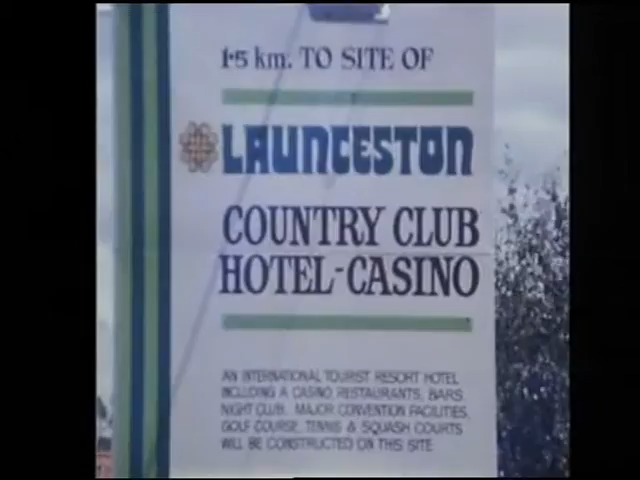 1·5 km. TO SITE OF
LAUNCESTON
COUNTRY CLUB
HOTEL-CASINO
AN INTERNATIONAL TOURIST RESORT HOTEL
INCLUDING A CASINO, RESTAURANTS, BARS
NIGHT CLUB, MAJOR CONVENTION FACILITIES,
GOLF COURSE, TENNIS & SQUASH COURTS
WILL BE CONSTRUCTED ON THIS SITE